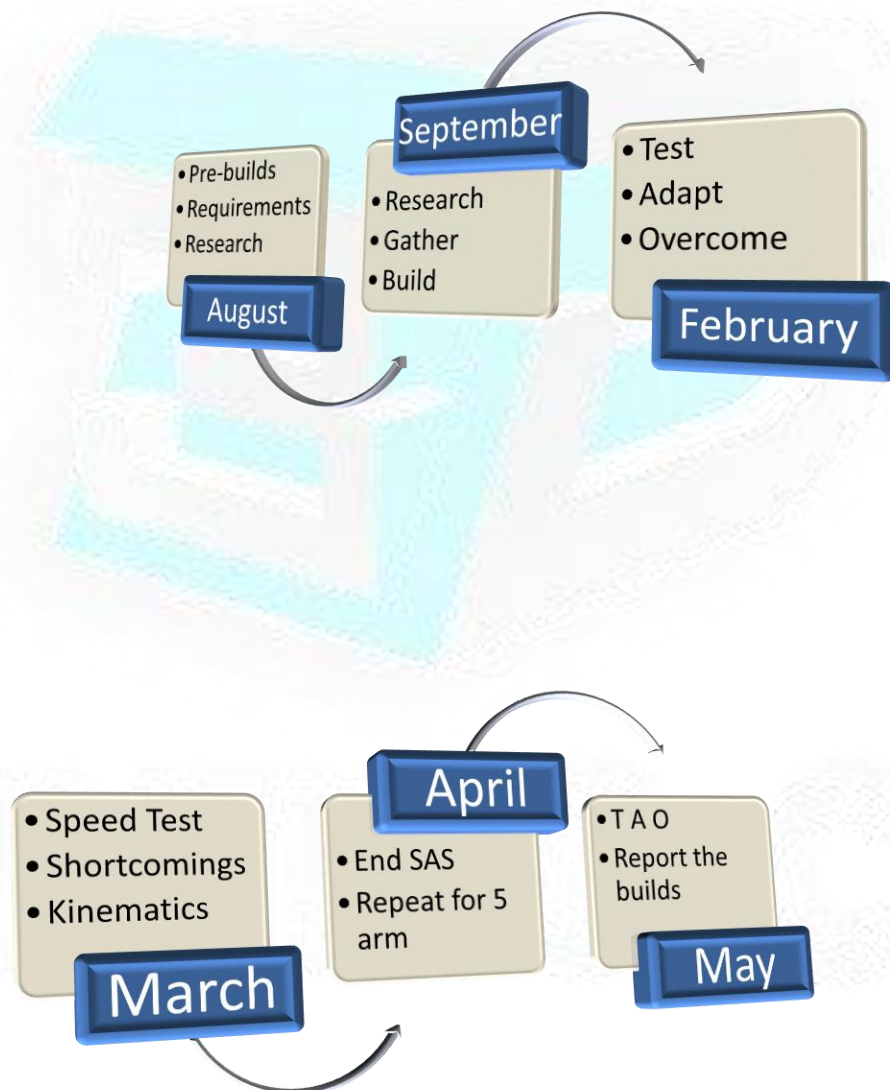 • Pre-builds
• Requirements
• Research
August
September
• Research
• Gather
• Build
• Test
• Adapt
• Overcome
February
• Speed Test
• Shortcomings
• Kinematics
March
April
• End SAS
• Repeat for 5
arm
• T A O
• Report the
builds
May